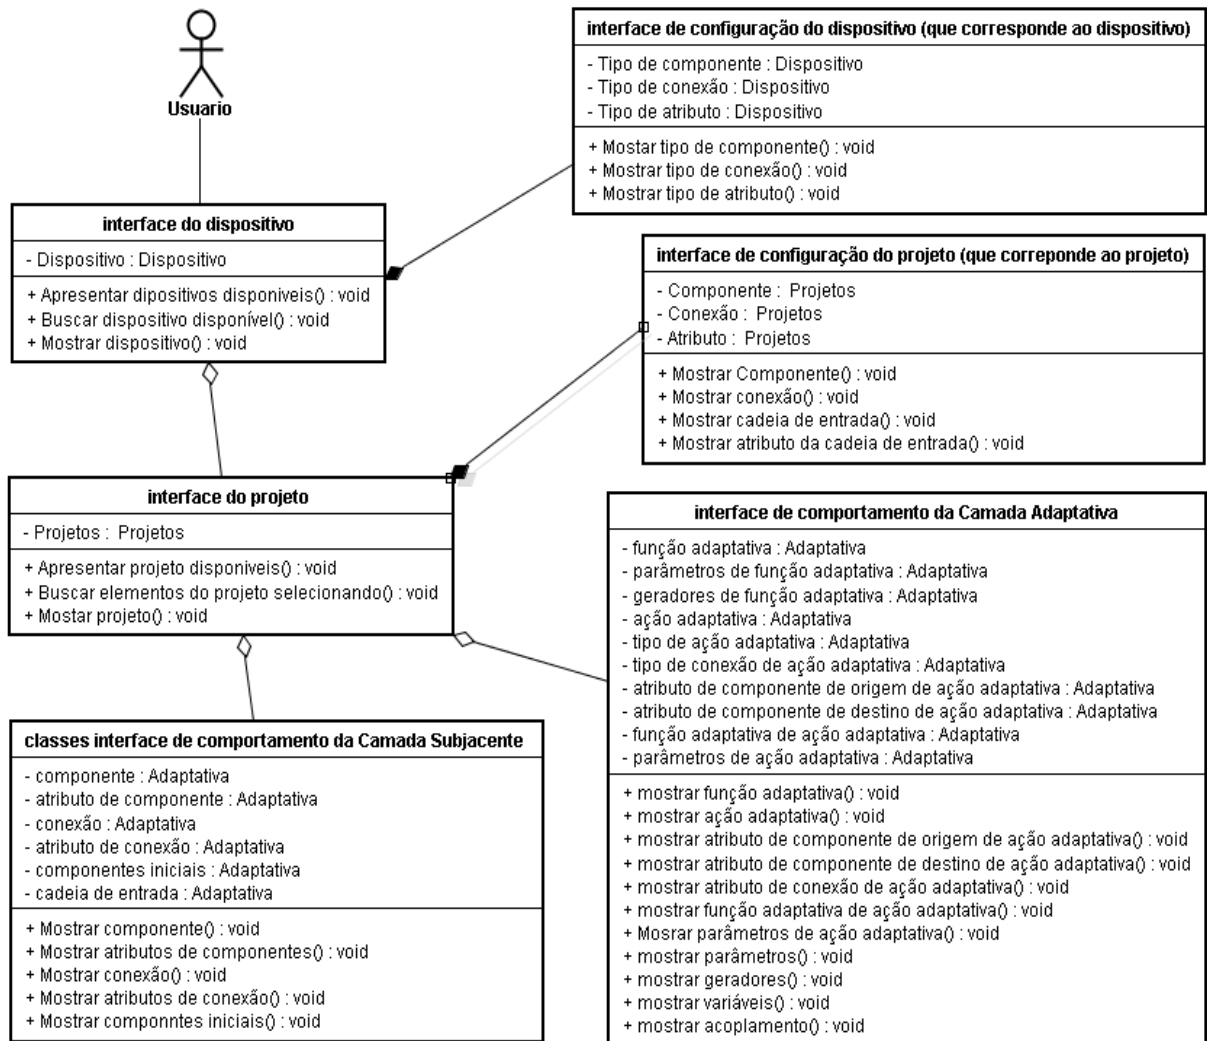 Usuario
interface de configuração do dispositivo (que corresponde ao dispositivo)
- Tipo de componente : Dispositivo
- Tipo de conexão : Dispositivo
- Tipo de atributo : Dispositivo
+ Mostar tipo de componente() : void
+ Mostrar tipo de conexão() : void
+ Mostrar tipo de atributo() : void
interface do dispositivo
- Dispositivo : Dispositivo
+ Apresentar dipositivos disponiveis() : void
+ Buscar dispositivo disponível() : void
+ Mostrar dispositivo() : void
interface de configuração do projeto (que correponde ao projeto)
- Componente : Projetos
- Conexão : Projetos
- Atributo : Projetos
+ Mostrar Componente() : void
+ Mostrar conexão() : void
+ Mostrar cadeia de entrada() : void
+ Mostrar atributo da cadeia de entrada() : void
interface do projeto
- Projetos : Projetos
+ Apresentar projeto disponiveis() : void
+ Buscar elementos do projeto selecionando() : void
+ Mostar projeto() : void
interface de comportamento da Camada Adaptativa
- função adaptativa : Adaptativa
- parâmetros de função adaptativa : Adaptativa
- geradores de função adaptativa : Adaptativa
- ação adaptativa : Adaptativa
- tipo de ação adaptativa : Adaptativa
- tipo de conexão de ação adaptativa : Adaptativa
- atributo de componente de origem de ação adaptativa : Adaptativa
- atributo de componente de destino de ação adaptativa : Adaptativa
- função adaptativa de ação adaptativa : Adaptativa
- parâmetros de ação adaptativa : Adaptativa
+ mostrar função adaptativa() : void
+ mostrar ação adaptativa() : void
+ mostrar atributo de componente de origem de ação adaptativa() : void
+ mostrar atributo de componente de destino de ação adaptativa() : void
+ mostrar atributo de conexão de ação adaptativa() : void
+ mostrar função adaptativa de ação adaptativa() : void
+ Mosrar parâmetros de ação adaptativa() : void
+ mostrar parâmetros() : void
+ mostrar geradores() : void
+ mostrar variáveis() : void
+ mostrar acoplamento() : void
classes interface de comportamento da Camada Subjacente
- componente : Adaptativa
- atributo de componente : Adaptativa
- conexão : Adaptativa
- atributo de conexão : Adaptativa
- componentes iniciais : Adaptativa
- cadeia de entrada : Adaptativa
+ Mostrar componente() : void
+ Mostrar atributos de componentes() : void
+ Mostrar conexão() : void
+ Mostrar atributos de conexão() : void
+ Mostrar componntes iniciais() : void